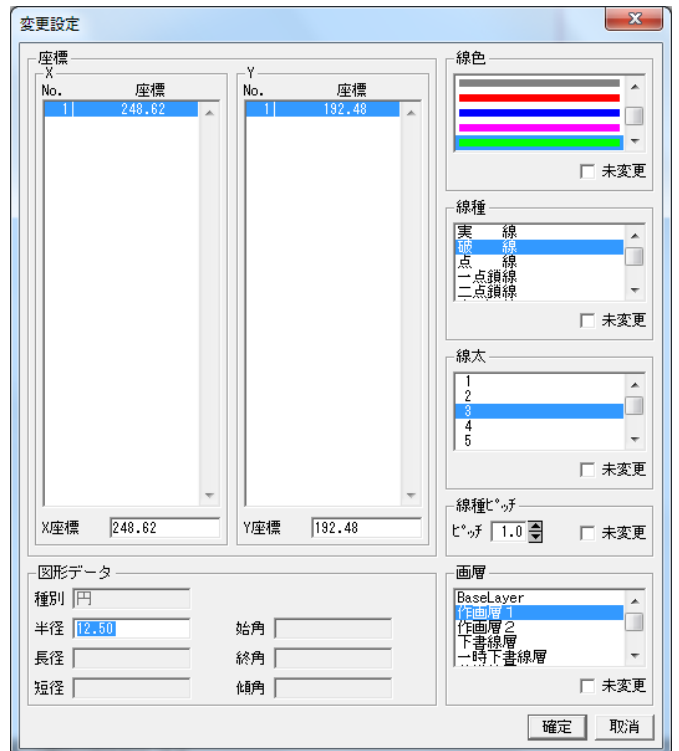 変更設定
座標
X
No. 座標
1 248.62
X座標 248.62
Y
No. 座標
1 192.48
Y座標 192.48
図形データ
種別 円
半径 12.50
長径
短径
始角
終角
傾角
線色
未変更
線種
実　　線
破　　線
点　　線
一点鎖線
二点鎖線
未変更
線太
1
2
3
4
5
未変更
線種ピッチ
ピッチ 1.0 未変更
画層
BaseLayer
作画層1
作画層2
下書線層
一時下書線層
未変更
確定 取消